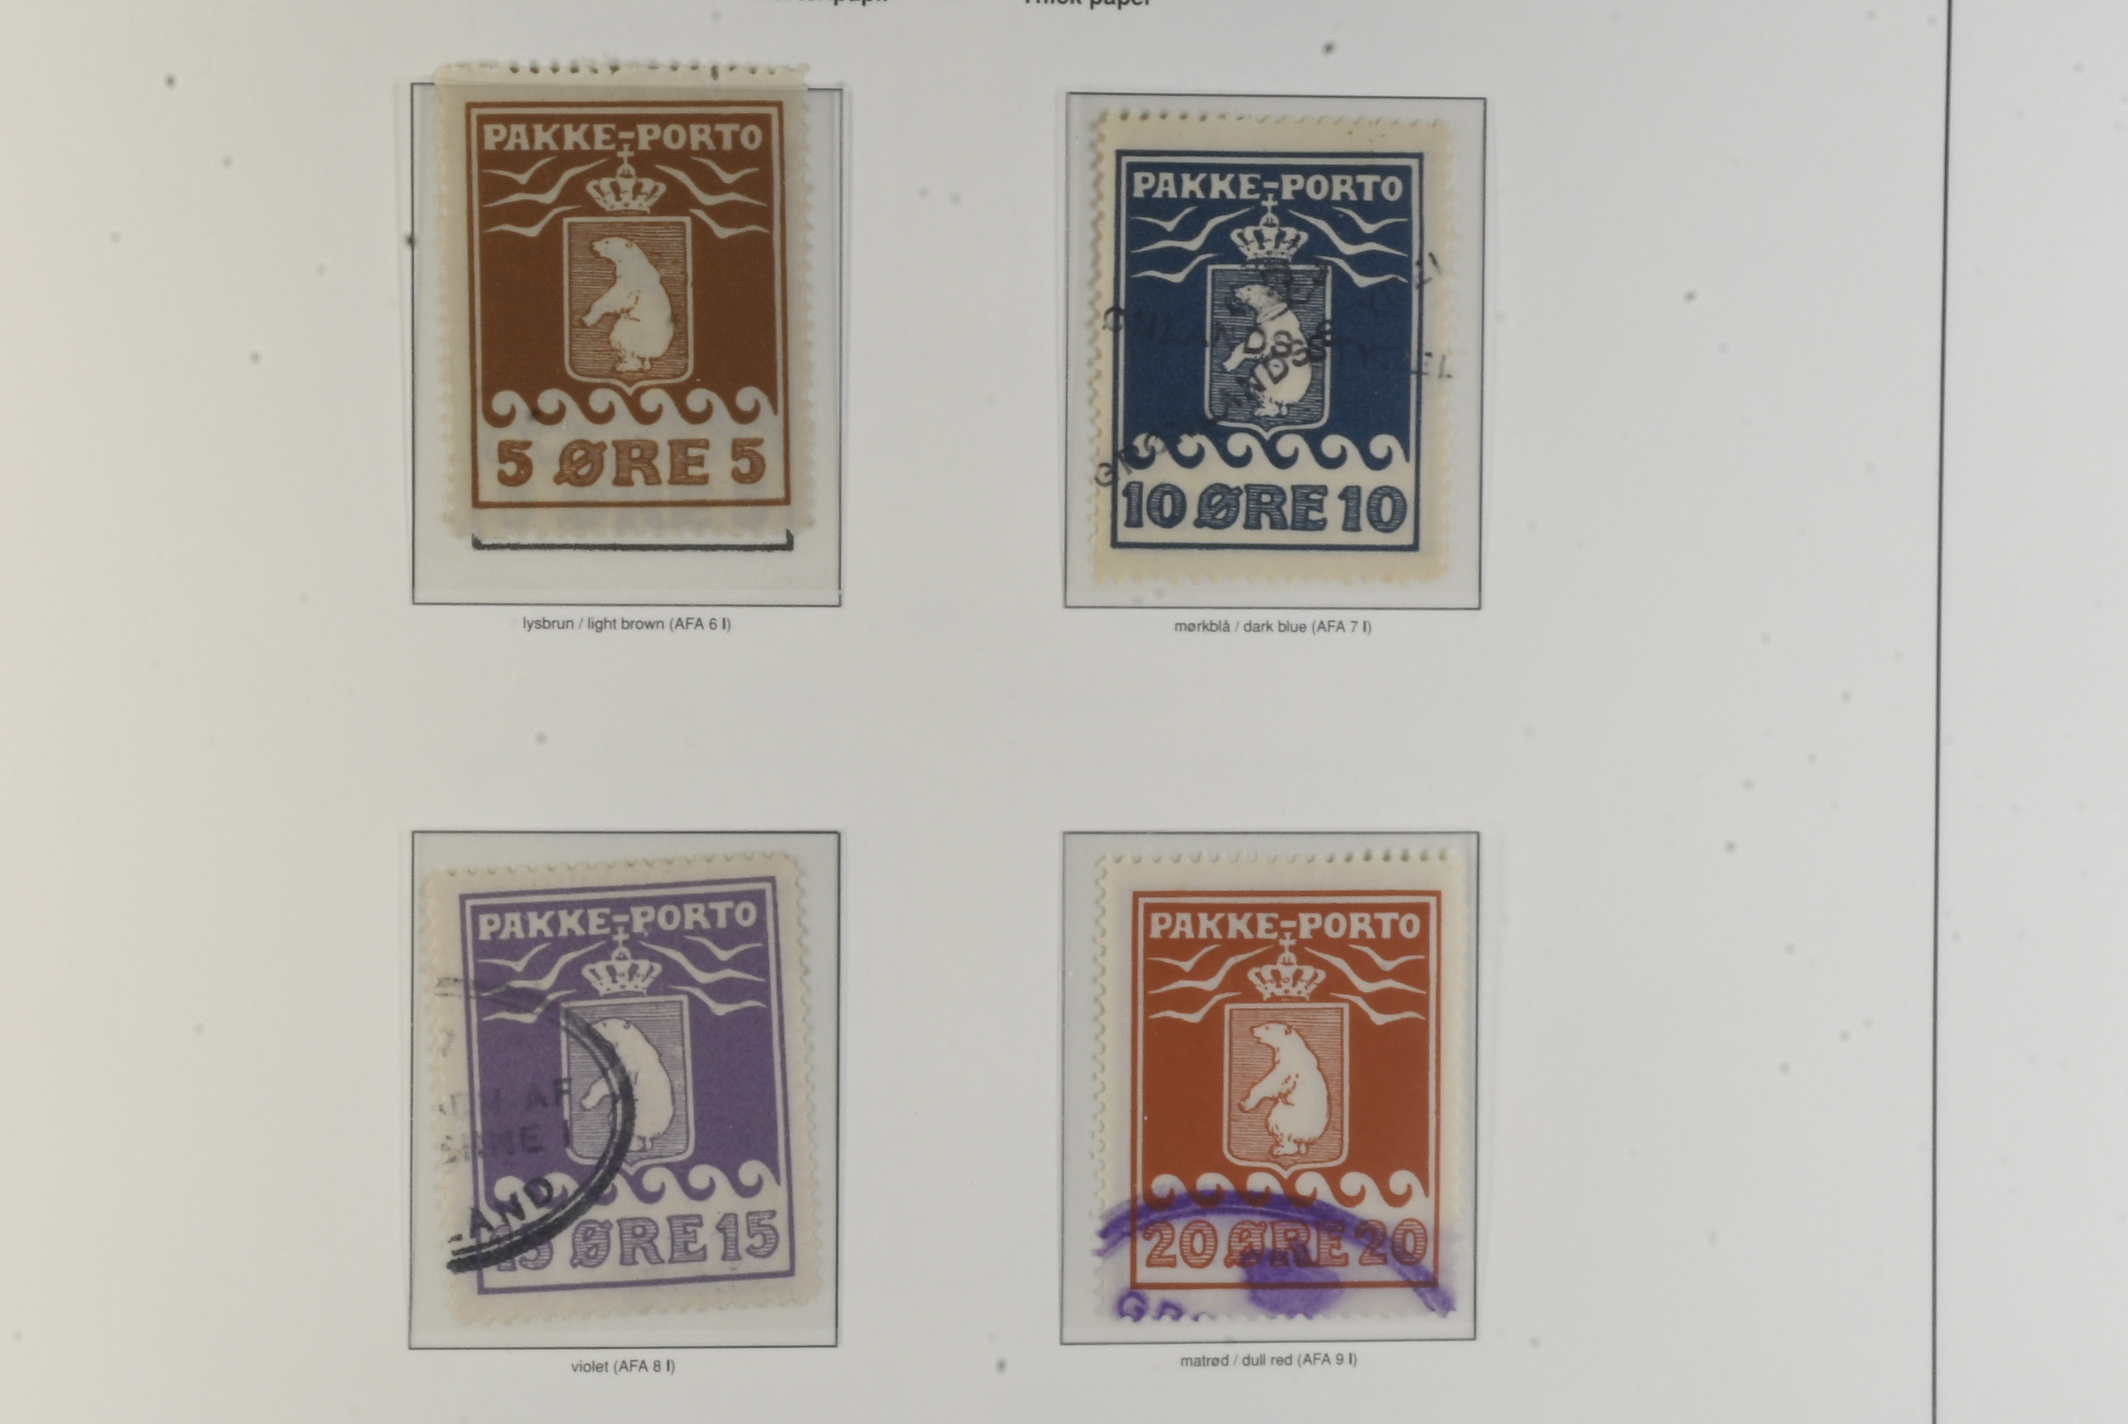 Thick paper
PAKKE-PORTO
5 ØRE 5
lysbrun / light brown (AFA 6 I)
PAKKE-PORTO
10 ØRE 10
mørkblå / dark blue (AFA 7 I)
PAKKE-PORTO
AF
LAND
15 ØRE 15
violet (AFA 8 I)
PAKKE-PORTO
20 ØRE 20
matrød / dull red (AFA 9 I)